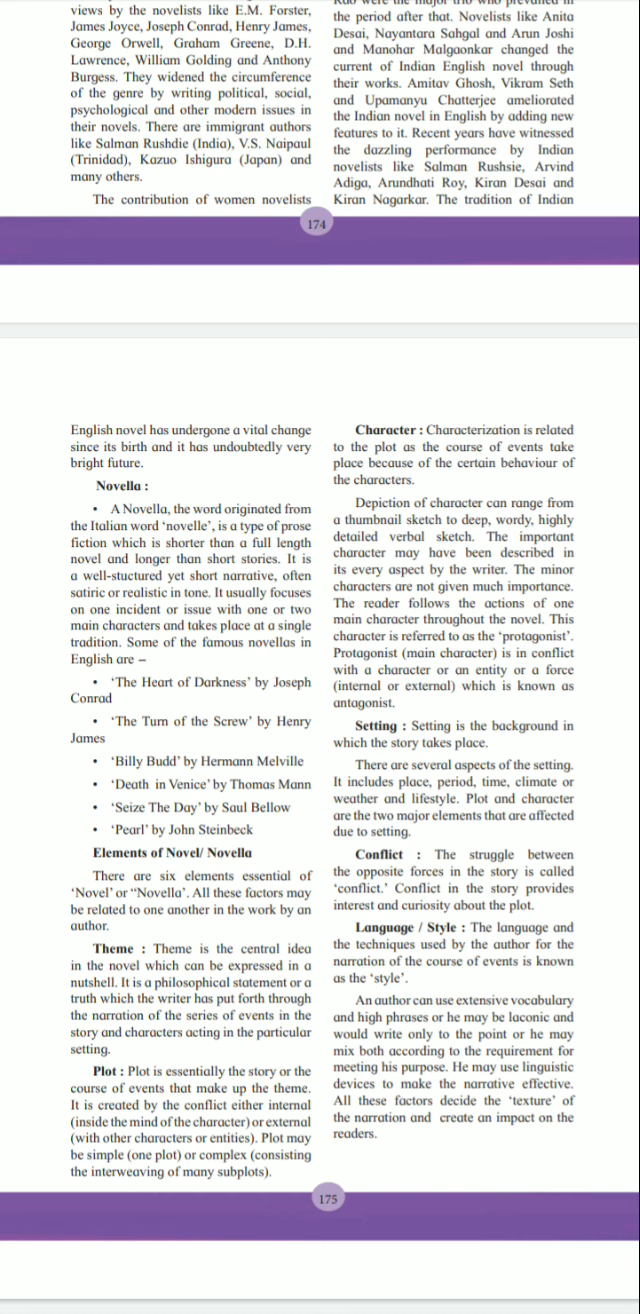 views by the novelists like E.M. Forster,
James Joyce, Joseph Conrad, Henry James,
George Orwell, Graham Greene, D.H.
Lawrence, William Golding and Anthony
Burgess. They widened the circumference
of the genre by writing political, social,
psychological and other modern issues in
their novels. There are immigrant authors
like Salman Rushdie (India), V.S. Naipaul
(Trinidad), Kazuo Ishigura (Japan) and
many others.
The contribution of women novelists
Rao were the major trio who prevailed in
the period after that. Novelists like Anita
Desai, Nayantara Sahgal and Arun Joshi
and Manohar Malgaonkar changed the
current of Indian English novel through
their works. Amitav Ghosh, Vikram Seth
and Upamanyu Chatterjee ameliorated
the Indian novel in English by adding new
features to it. Recent years have witnessed
the dazzling performance by Indian
novelists like Salman Rushsie, Arvind
Adiga, Arundhati Roy, Kiran Desai and
Kiran Nagarkar. The tradition of Indian
174
English novel has undergone a vital change
since its birth and it has undoubtedly very
bright future.
Novella :
• A Novella, the word originated from
the Italian word ‘novelle’, is a type of prose
fiction which is shorter than a full length
novel and longer than short stories. It is
a well-stuctured yet short narrative, often
satiric or realistic in tone. It usually focuses
on one incident or issue with one or two
main characters and takes place at a single
tradition. Some of the famous novellas in
English are –
• ‘The Heart of Darkness’ by Joseph
Conrad
• ‘The Turn of the Screw’ by Henry
James
• ‘Billy Budd’ by Hermann Melville
• ‘Death in Venice’ by Thomas Mann
• ‘Seize The Day’ by Saul Bellow
• ‘Pearl’ by John Steinbeck
Elements of Novel/ Novella
There are six elements essential of
‘Novel’ or “Novella’. All these factors may
be related to one another in the work by an
author.
Theme : Theme is the central idea
in the novel which can be expressed in a
nutshell. It is a philosophical statement or a
truth which the writer has put forth through
the narration of the series of events in the
story and characters acting in the particular
setting.
Plot : Plot is essentially the story or the
course of events that make up the theme.
It is created by the conflict either internal
(inside the mind of the character) or external
(with other characters or entities). Plot may
be simple (one plot) or complex (consisting
the interweaving of many subplots).
Character : Characterization is related
to the plot as the course of events take
place because of the certain behaviour of
the characters.
Depiction of character can range from
a thumbnail sketch to deep, wordy, highly
detailed verbal sketch. The important
character may have been described in
its every aspect by the writer. The minor
characters are not given much importance.
The reader follows the actions of one
main character throughout the novel. This
character is referred to as the ‘protagonist’.
Protagonist (main character) is in conflict
with a character or an entity or a force
(internal or external) which is known as
antagonist.
Setting : Setting is the background in
which the story takes place.
There are several aspects of the setting.
It includes place, period, time, climate or
weather and lifestyle. Plot and character
are the two major elements that are affected
due to setting.
Conflict : The struggle between
the opposite forces in the story is called
‘conflict.’ Conflict in the story provides
interest and curiosity about the plot.
Language / Style : The language and
the techniques used by the author for the
narration of the course of events is known
as the ‘style’.
An author can use extensive vocabulary
and high phrases or he may be laconic and
would write only to the point or he may
mix both according to the requirement for
meeting his purpose. He may use linguistic
devices to make the narrative effective.
All these factors decide the ‘texture’ of
the narration and create an impact on the
readers.
175